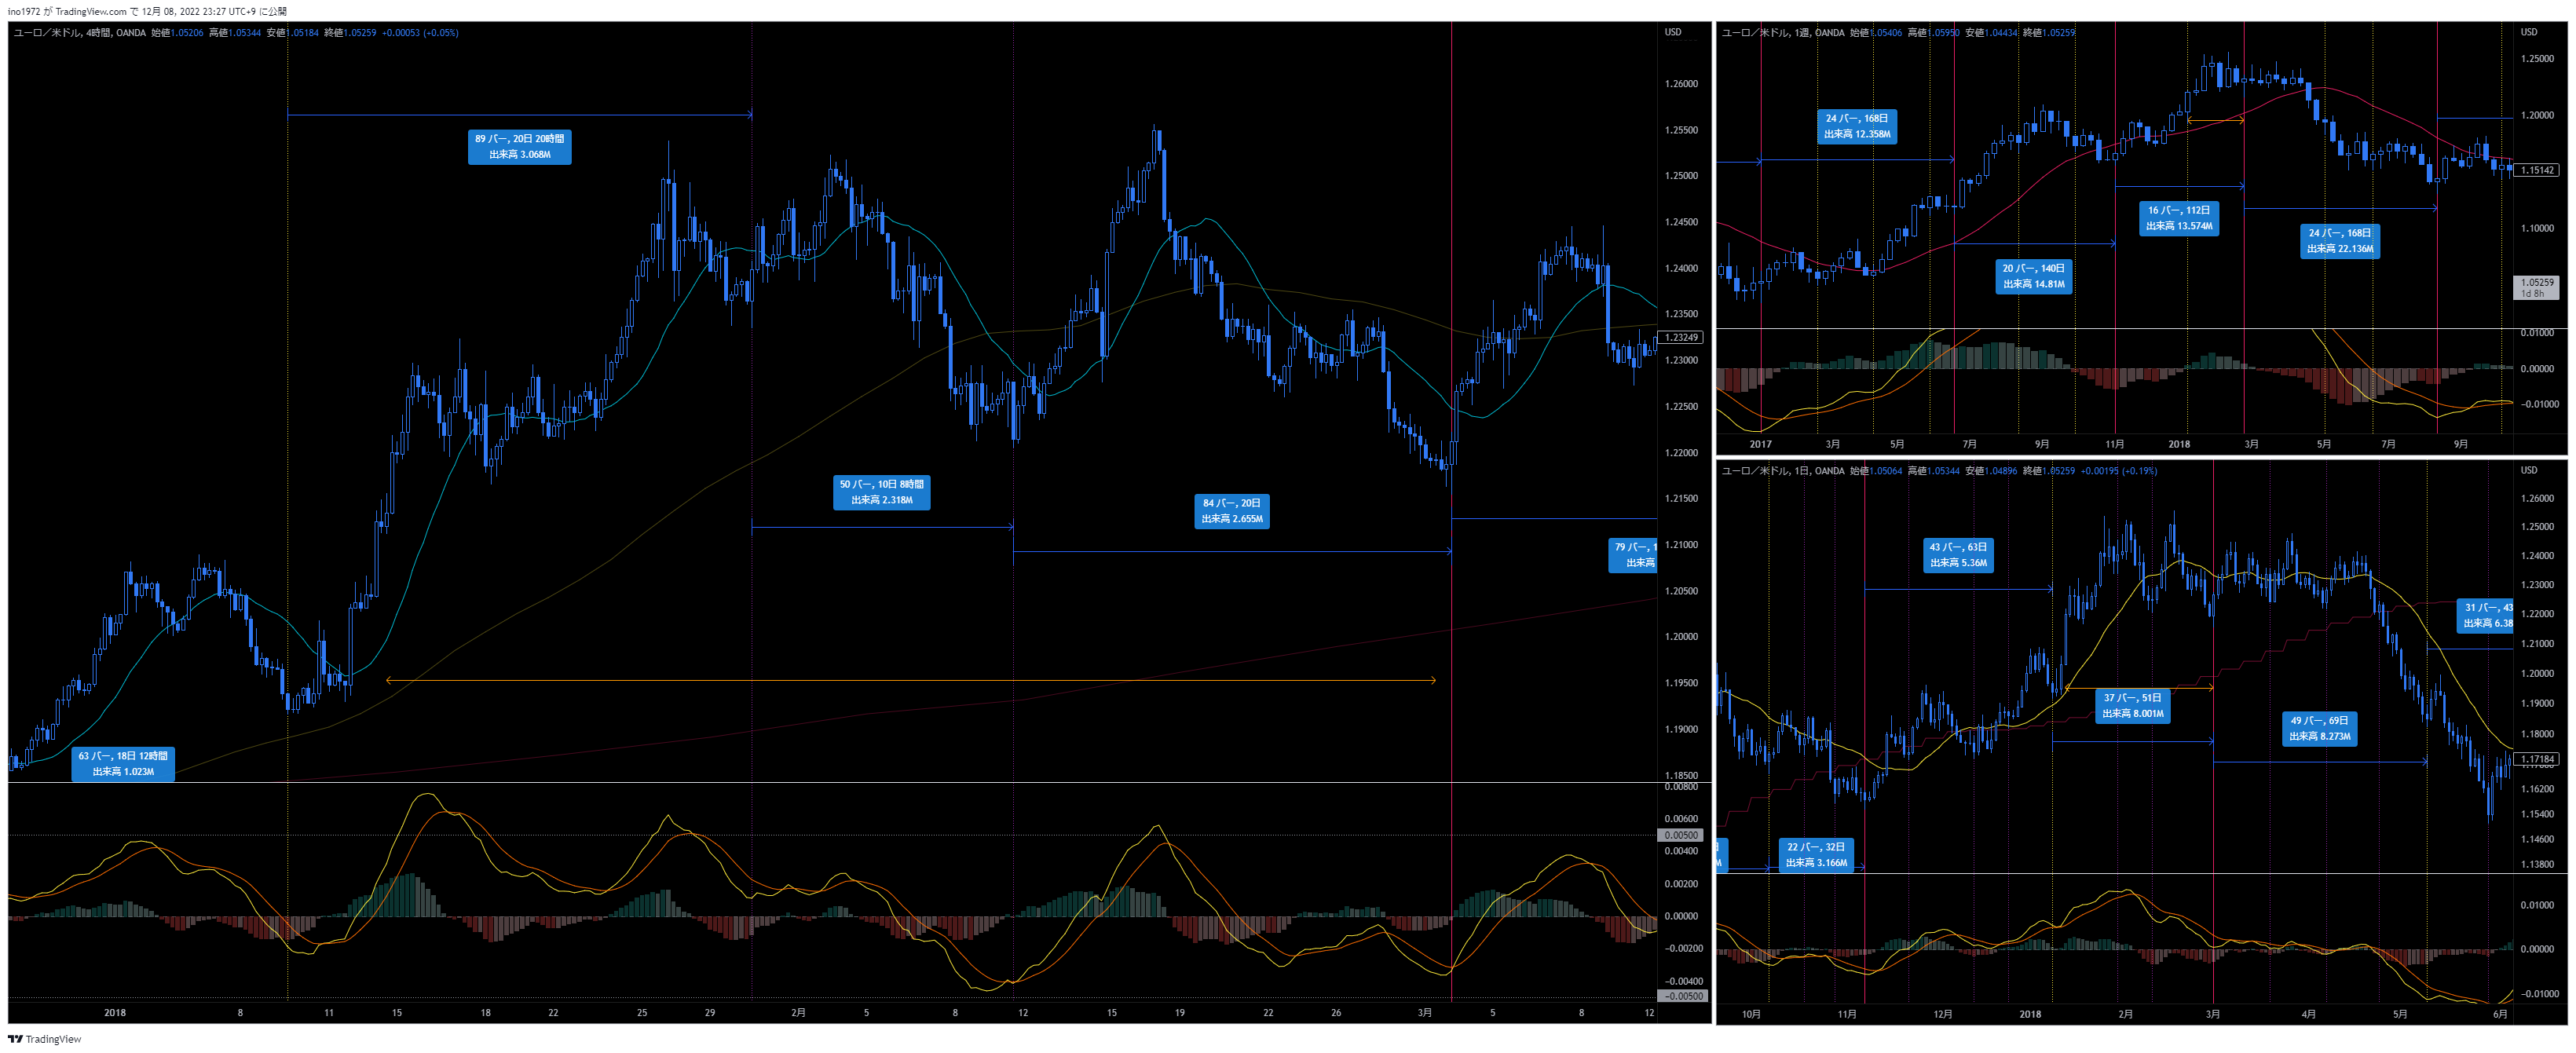 ino1972 が TradingView.com で 12月 08, 2022 23:27 UTC+9 に公開
ユーロ／米ドル, 4時間, OANDA 始値1.05206 高値1.05344 安値1.05184 終値1.05259 +0.00053 (+0.05%)
USD
1.26000
1.25500
1.25000
1.24500
1.24000
1.23500
1.23249
1.23000
1.22500
1.22000
1.21500
1.21000
1.20500
1.20000
1.19500
1.19000
1.18500
89 バー, 20日 20時間
出来高 3.068M
50 バー, 10日 8時間
出来高 2.318M
84 バー, 20日
出来高 2.655M
79 バー, 1
出来高
63 バー, 18日 12時間
出来高 1.023M
0.00800
0.00600
0.00500
0.00400
0.00200
0.00000
−0.00200
−0.00400
−0.00500
2018 8 11 15 18 22 25 29 2月 5 8 12 15 19 22 26 3月 5 8 12
ユーロ／米ドル, 1週, OANDA 始値1.05406 高値1.05950 安値1.04434 終値1.05259
USD
1.25000
1.20000
1.15142
1.10000
1.05259
1d 8h
24 バー, 168日
出来高 12.358M
16 バー, 112日
出来高 13.574M
24 バー, 168日
出来高 22.136M
20 バー, 140日
出来高 14.81M
0.01000
0.00000
−0.01000
2017 3月 5月 7月 9月 11月 2018 3月 5月 7月 9月
ユーロ／米ドル, 1日, OANDA 始値1.05064 高値1.05344 安値1.04896 終値1.05259 +0.00195 (+0.19%)
USD
1.26000
1.25000
1.24000
1.23000
1.22000
1.21000
1.20000
1.19000
1.18000
1.17184
1.16200
1.15400
1.14600
1.13800
43 バー, 63日
出来高 5.36M
31 バー, 43
出来高 6.38
37 バー, 51日
出来高 8.001M
49 バー, 69日
出来高 8.273M
22 バー, 32日
出来高 3.166M
0.01000
0.00000
−0.01000
10月 11月 12月 2018 2月 3月 4月 5月 6月
TradingView